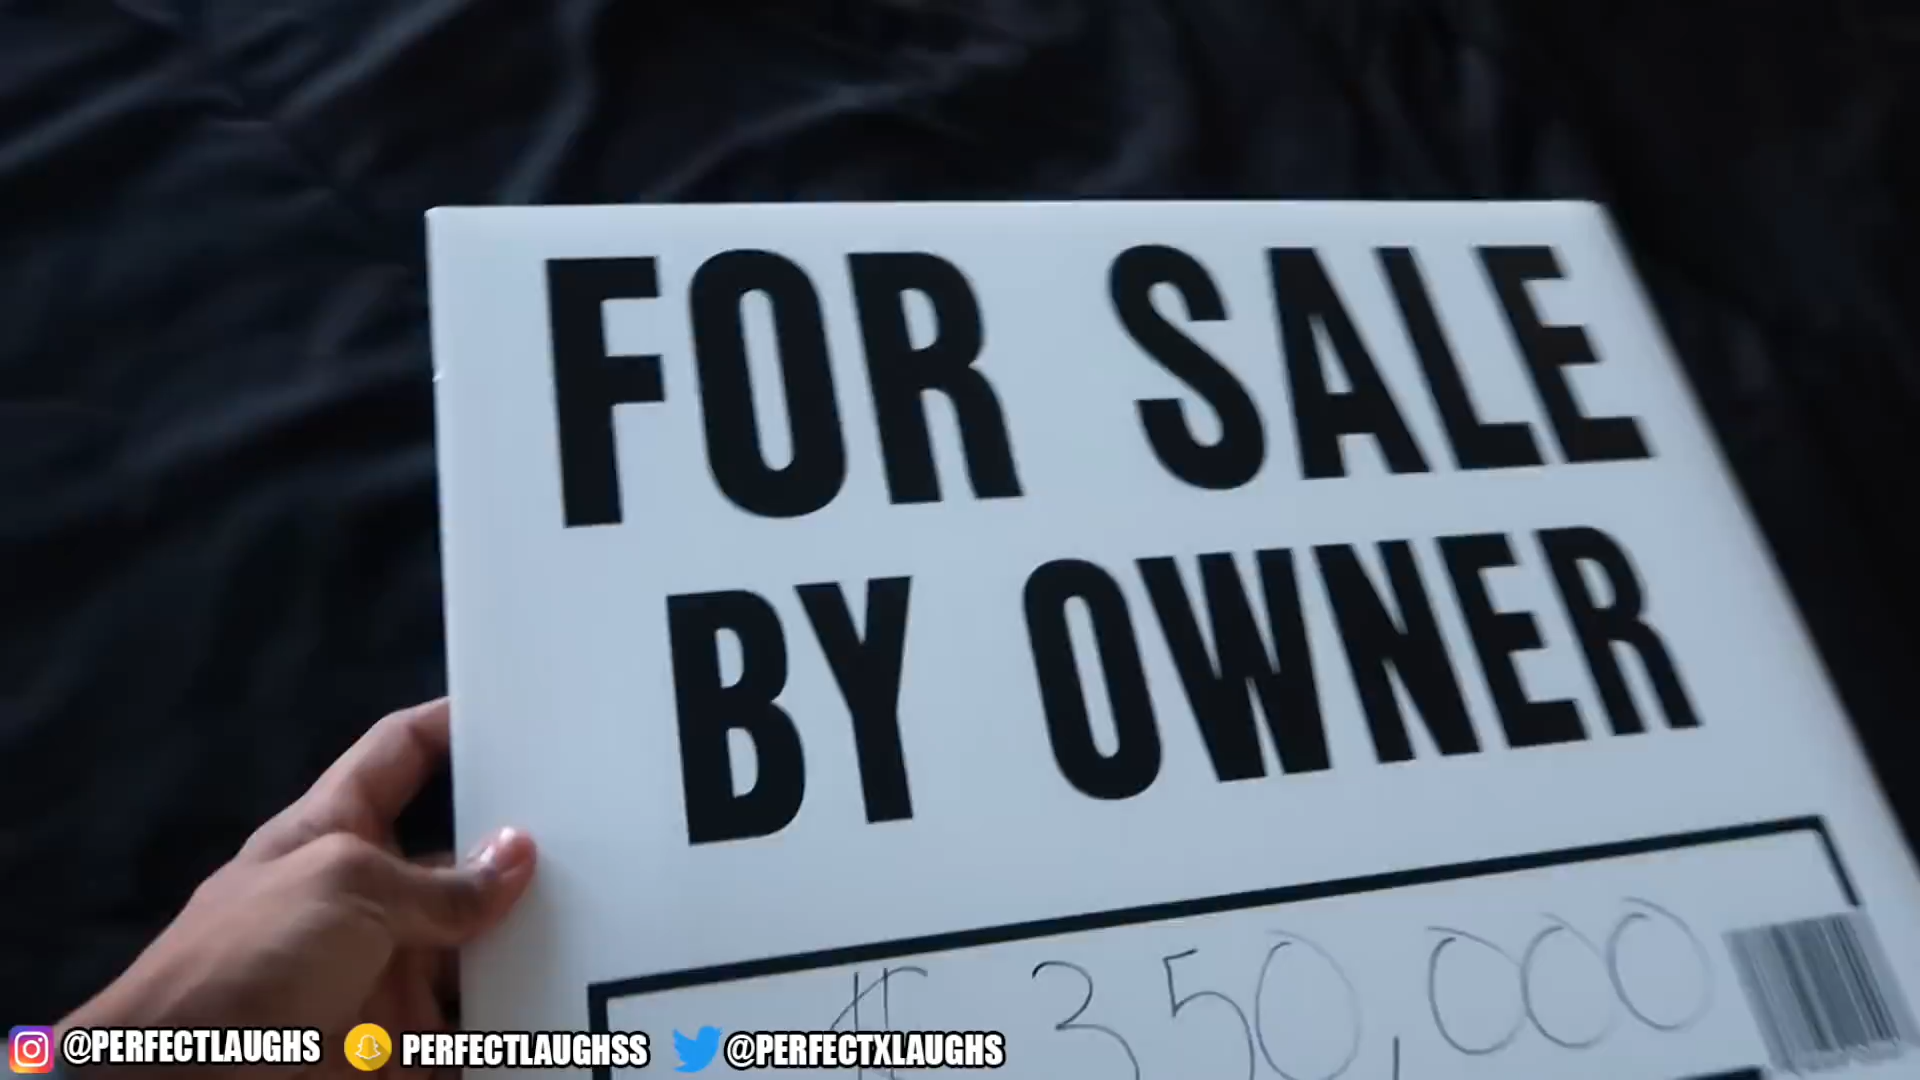 FOR SALE
BY OWNER
$ 350,000
@PERFECTLAUGHS PERFECTLAUGHSS @PERFECTXLAUGHS